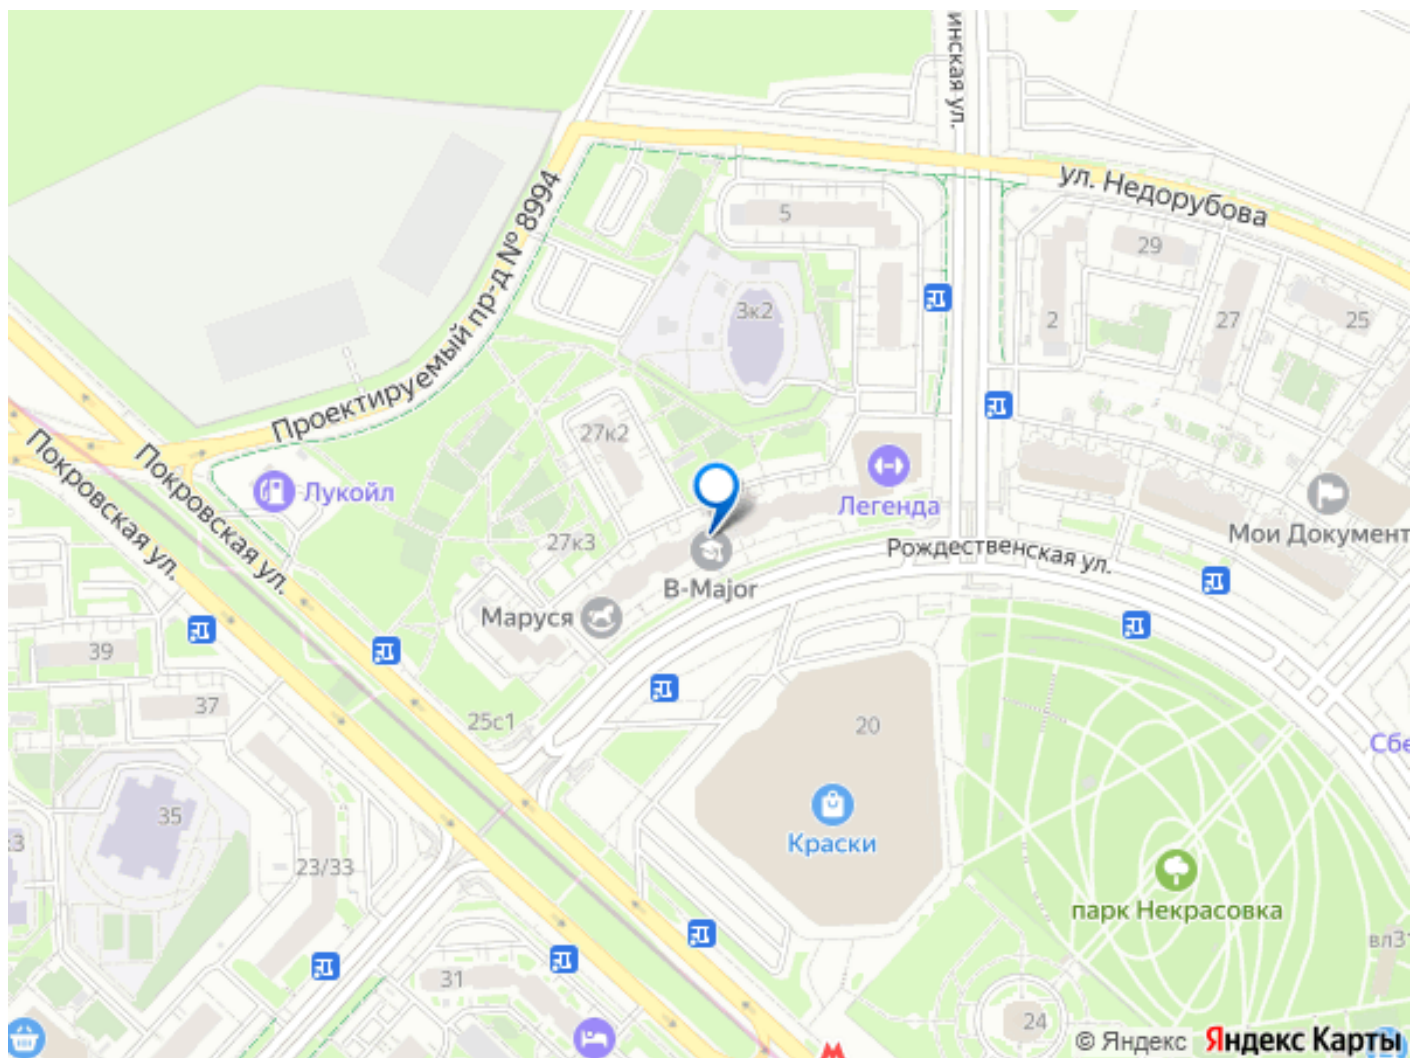 инская ул.
ул. Недорубова
Проектируемый пр-д № 8994
5
29
3к2
2
27
25
27к2
Покровская ул.
Покровская ул.
Лукойл
Легенда
Мои Документ
27к3
Рождественская ул.
B-Major
Маруся
39
37
25с1
20
Сбе
35
к3
Краски
23/33
парк Некрасовка
вл31
31
24
© Яндекс
Яндекс Карты